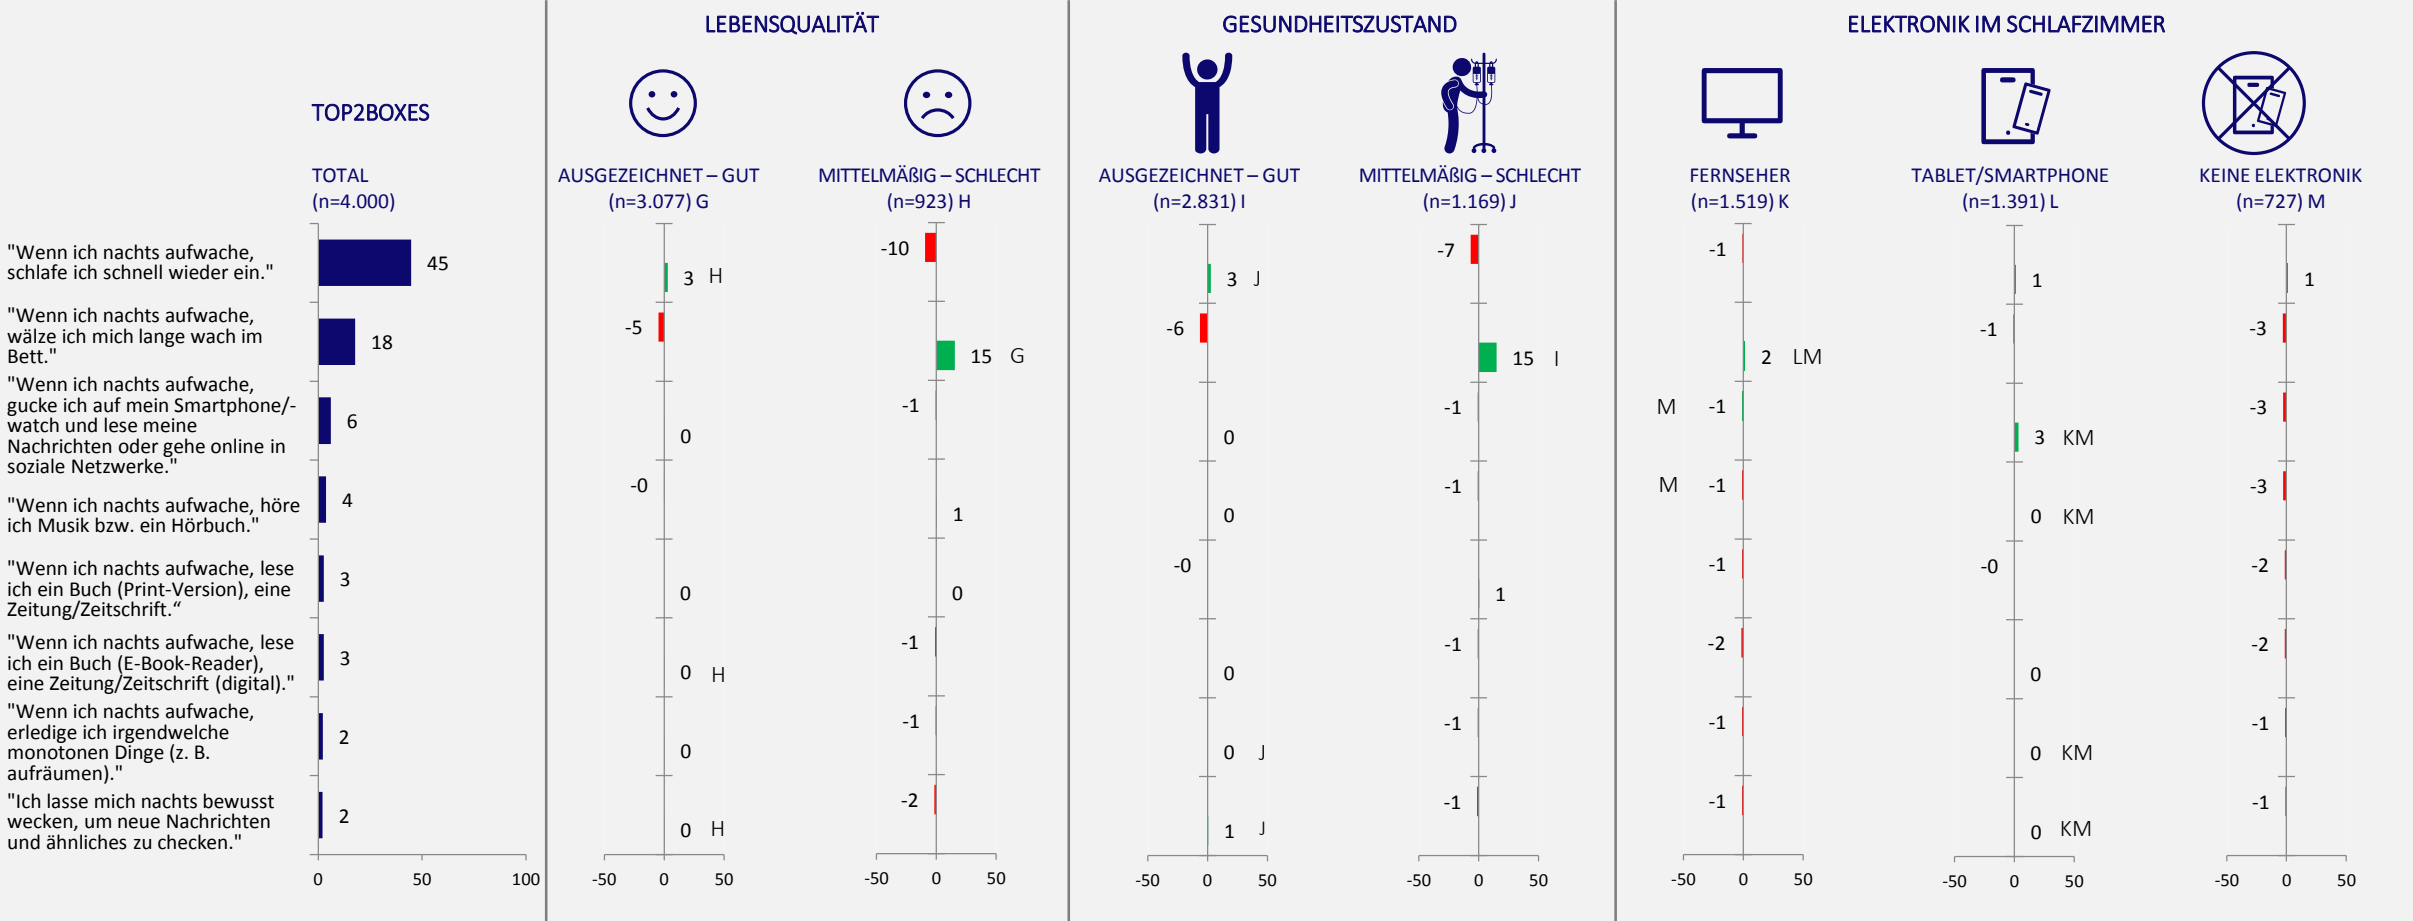 LEBENSQUALITÄT
GESUNDHEITSZUSTAND
ELEKTRONIK IM SCHLAFZIMMER
TOP2BOXES
TOTAL
(n=4.000)
AUSGEZEICHNET – GUT
(n=3.077) G
MITTELMÄßIG – SCHLECHT
(n=923) H
AUSGEZEICHNET – GUT
(n=2.831) I
MITTELMÄßIG – SCHLECHT
(n=1.169) J
FERNSEHER
(n=1.519) K
TABLET/SMARTPHONE
(n=1.391) L
KEINE ELEKTRONIK
(n=727) M
"Wenn ich nachts aufwache,
schlafe ich schnell wieder ein."
45
3 H
-10
3 J
-7
-1
1
1
"Wenn ich nachts aufwache,
wälze ich mich lange wach im
Bett."
18
-5
15 G
-6
15 I
2 LM
-1
-3
"Wenn ich nachts aufwache,
gucke ich auf mein Smartphone/-
watch und lese meine
Nachrichten oder gehe online in
soziale Netzwerke."
6
0
-1
0
-1
M -1
3 KM
-3
"Wenn ich nachts aufwache, höre
ich Musik bzw. ein Hörbuch."
4
-0
1
0
-1
M -1
0 KM
-3
"Wenn ich nachts aufwache, lese
ich ein Buch (Print-Version), eine
Zeitung/Zeitschrift.“
3
0
0
-0
1
-1
-0
-2
"Wenn ich nachts aufwache, lese
ich ein Buch (E-Book-Reader),
eine Zeitung/Zeitschrift (digital)."
3
0 H
-1
0
-1
-2
0
-2
"Wenn ich nachts aufwache,
erledige ich irgendwelche
monotonen Dinge (z. B.
aufräumen)."
2
0
-1
0 J
-1
-1
0 KM
-1
"Ich lasse mich nachts bewusst
wecken, um neue Nachrichten
und ähnliches zu checken."
2
0 H
-2
1 J
-1
-1
0 KM
-1
0 50 100
-50 0 50
-50 0 50
-50 0 50
-50 0 50
-50 0 50
-50 0 50
-50 0 50